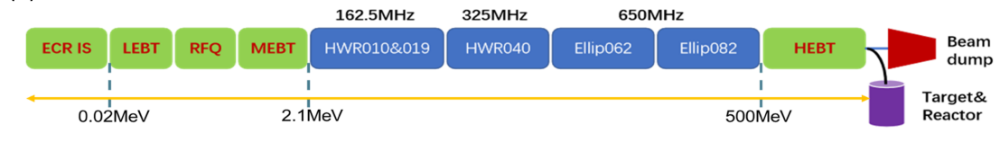 162.5MHz 325MHz 650MHz
ECR IS LEBT RFQ MEBT HWR010&019 HWR040 Ellip062 Ellip082 HEBT
Beam
dump
0.02MeV 2.1MeV 500MeV
Target&
Reactor